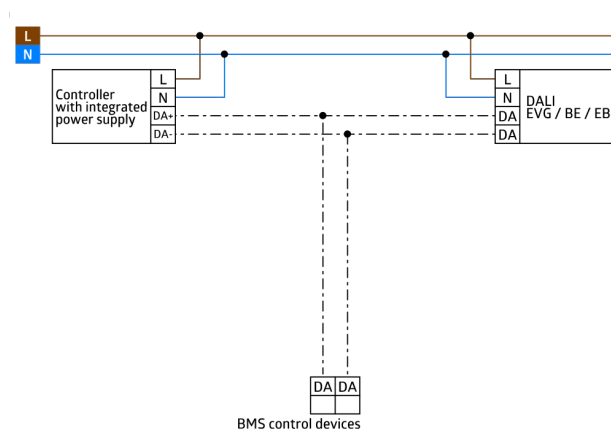 L
N
Controller
with integrated
power supply
L
N
DA+
DA-
L
N
DA
DA
DALI
EVG / BE / EB
DA DA
BMS control devices